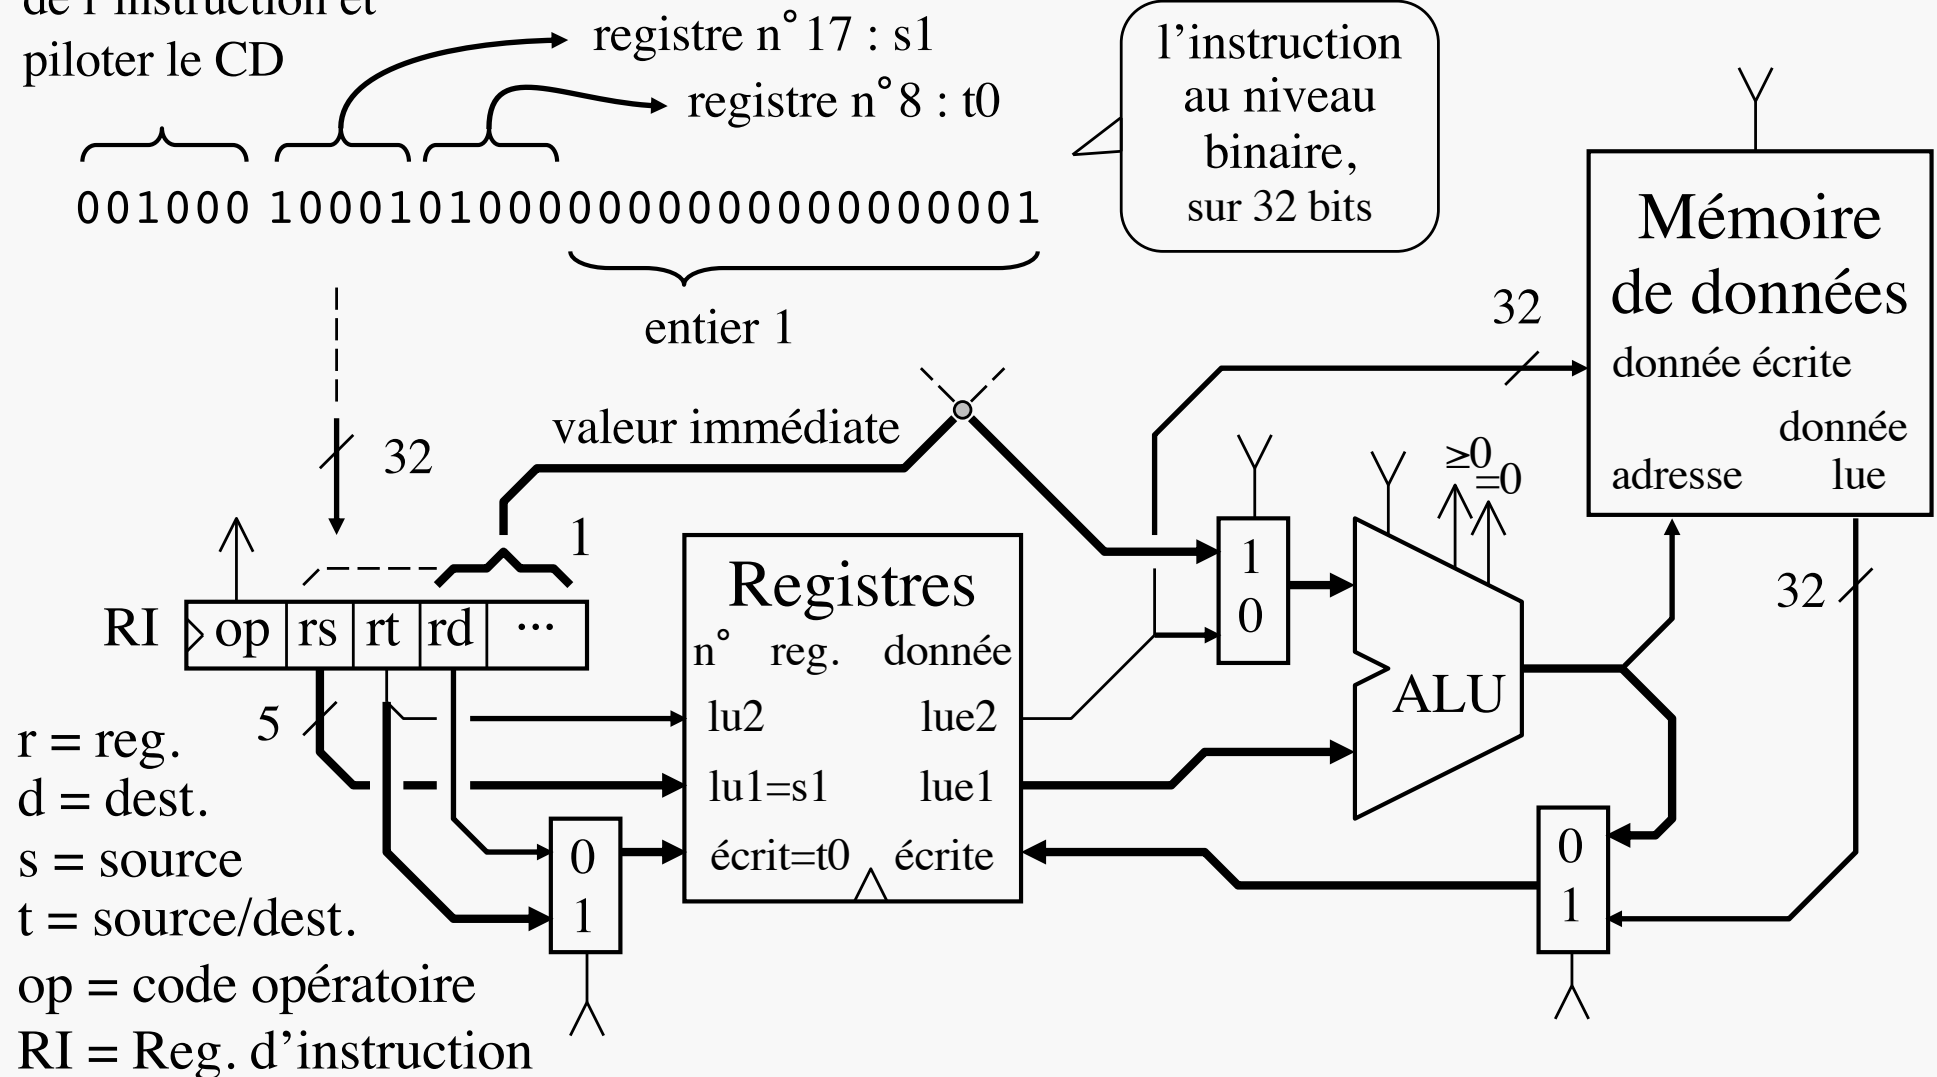 de l'instruction et
piloter le CD
registre n°17 : s1
registre n°8 : t0
l'instruction
au niveau
binaire,
sur 32 bits
001000 10001010000000000000000001
entier 1
Mémoire
de données
donnée écrite
donnée
adresse
lue
32
32
valeur immédiate
32
1
≥0
=0
RI
op rs rt rd ...
5
Registres
n° reg. donnée
lu2 lue2
lu1=s1 lue1
écrit=t0 écrite
0
1
1
0
ALU
0
1
r = reg.
d = dest.
s = source
t = source/dest.
op = code opératoire
RI = Reg. d'instruction